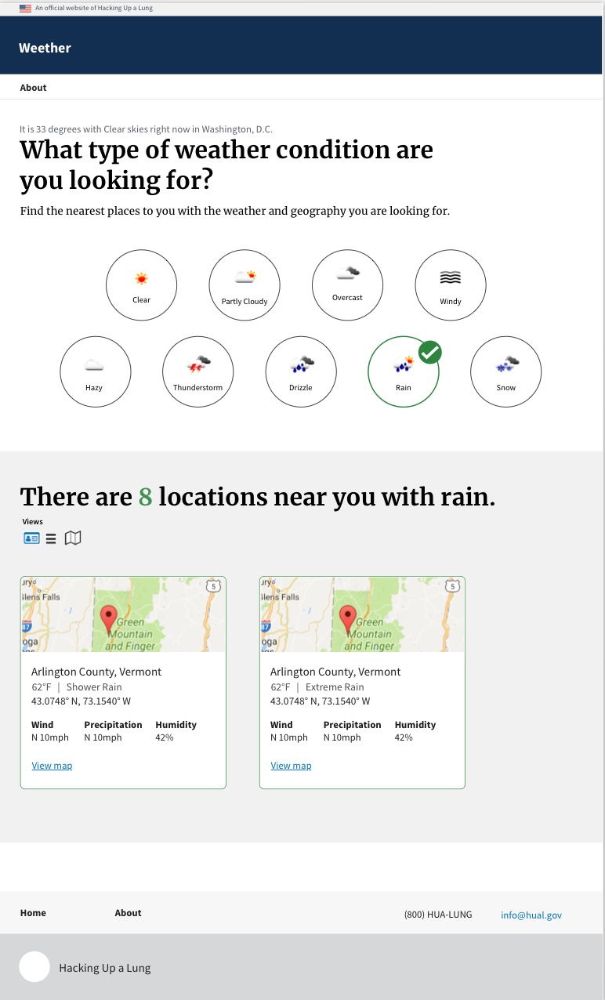 An official website of Hacking Up a Lung
Weether
About
It is 33 degrees with Clear skies right now in Washington, D.C.
What type of weather condition are
you looking for?
Find the nearest places to you with the weather and geography you are looking for.
Clear
Partly Cloudy
Overcast
Windy
Hazy
Thunderstorm
Drizzle
Rain
Snow
There are 8 locations near you with rain.
Views
ury
Glens Falls
5
87
Green
Mountain
and Finger
oga
ngs
Arlington County, Vermont
62°F | Shower Rain
43.0748° N, 73.1540° W
Wind Precipitation Humidity
N 10mph N 10mph 42%
View map
ury
Glens Falls
5
87
Green
Mountain
and Finger
oga
ngs
Arlington County, Vermont
62°F | Extreme Rain
43.0748° N, 73.1540° W
Wind Precipitation Humidity
N 10mph N 10mph 42%
View map
Home About (800) HUA-LUNG info@hual.gov
Hacking Up a Lung